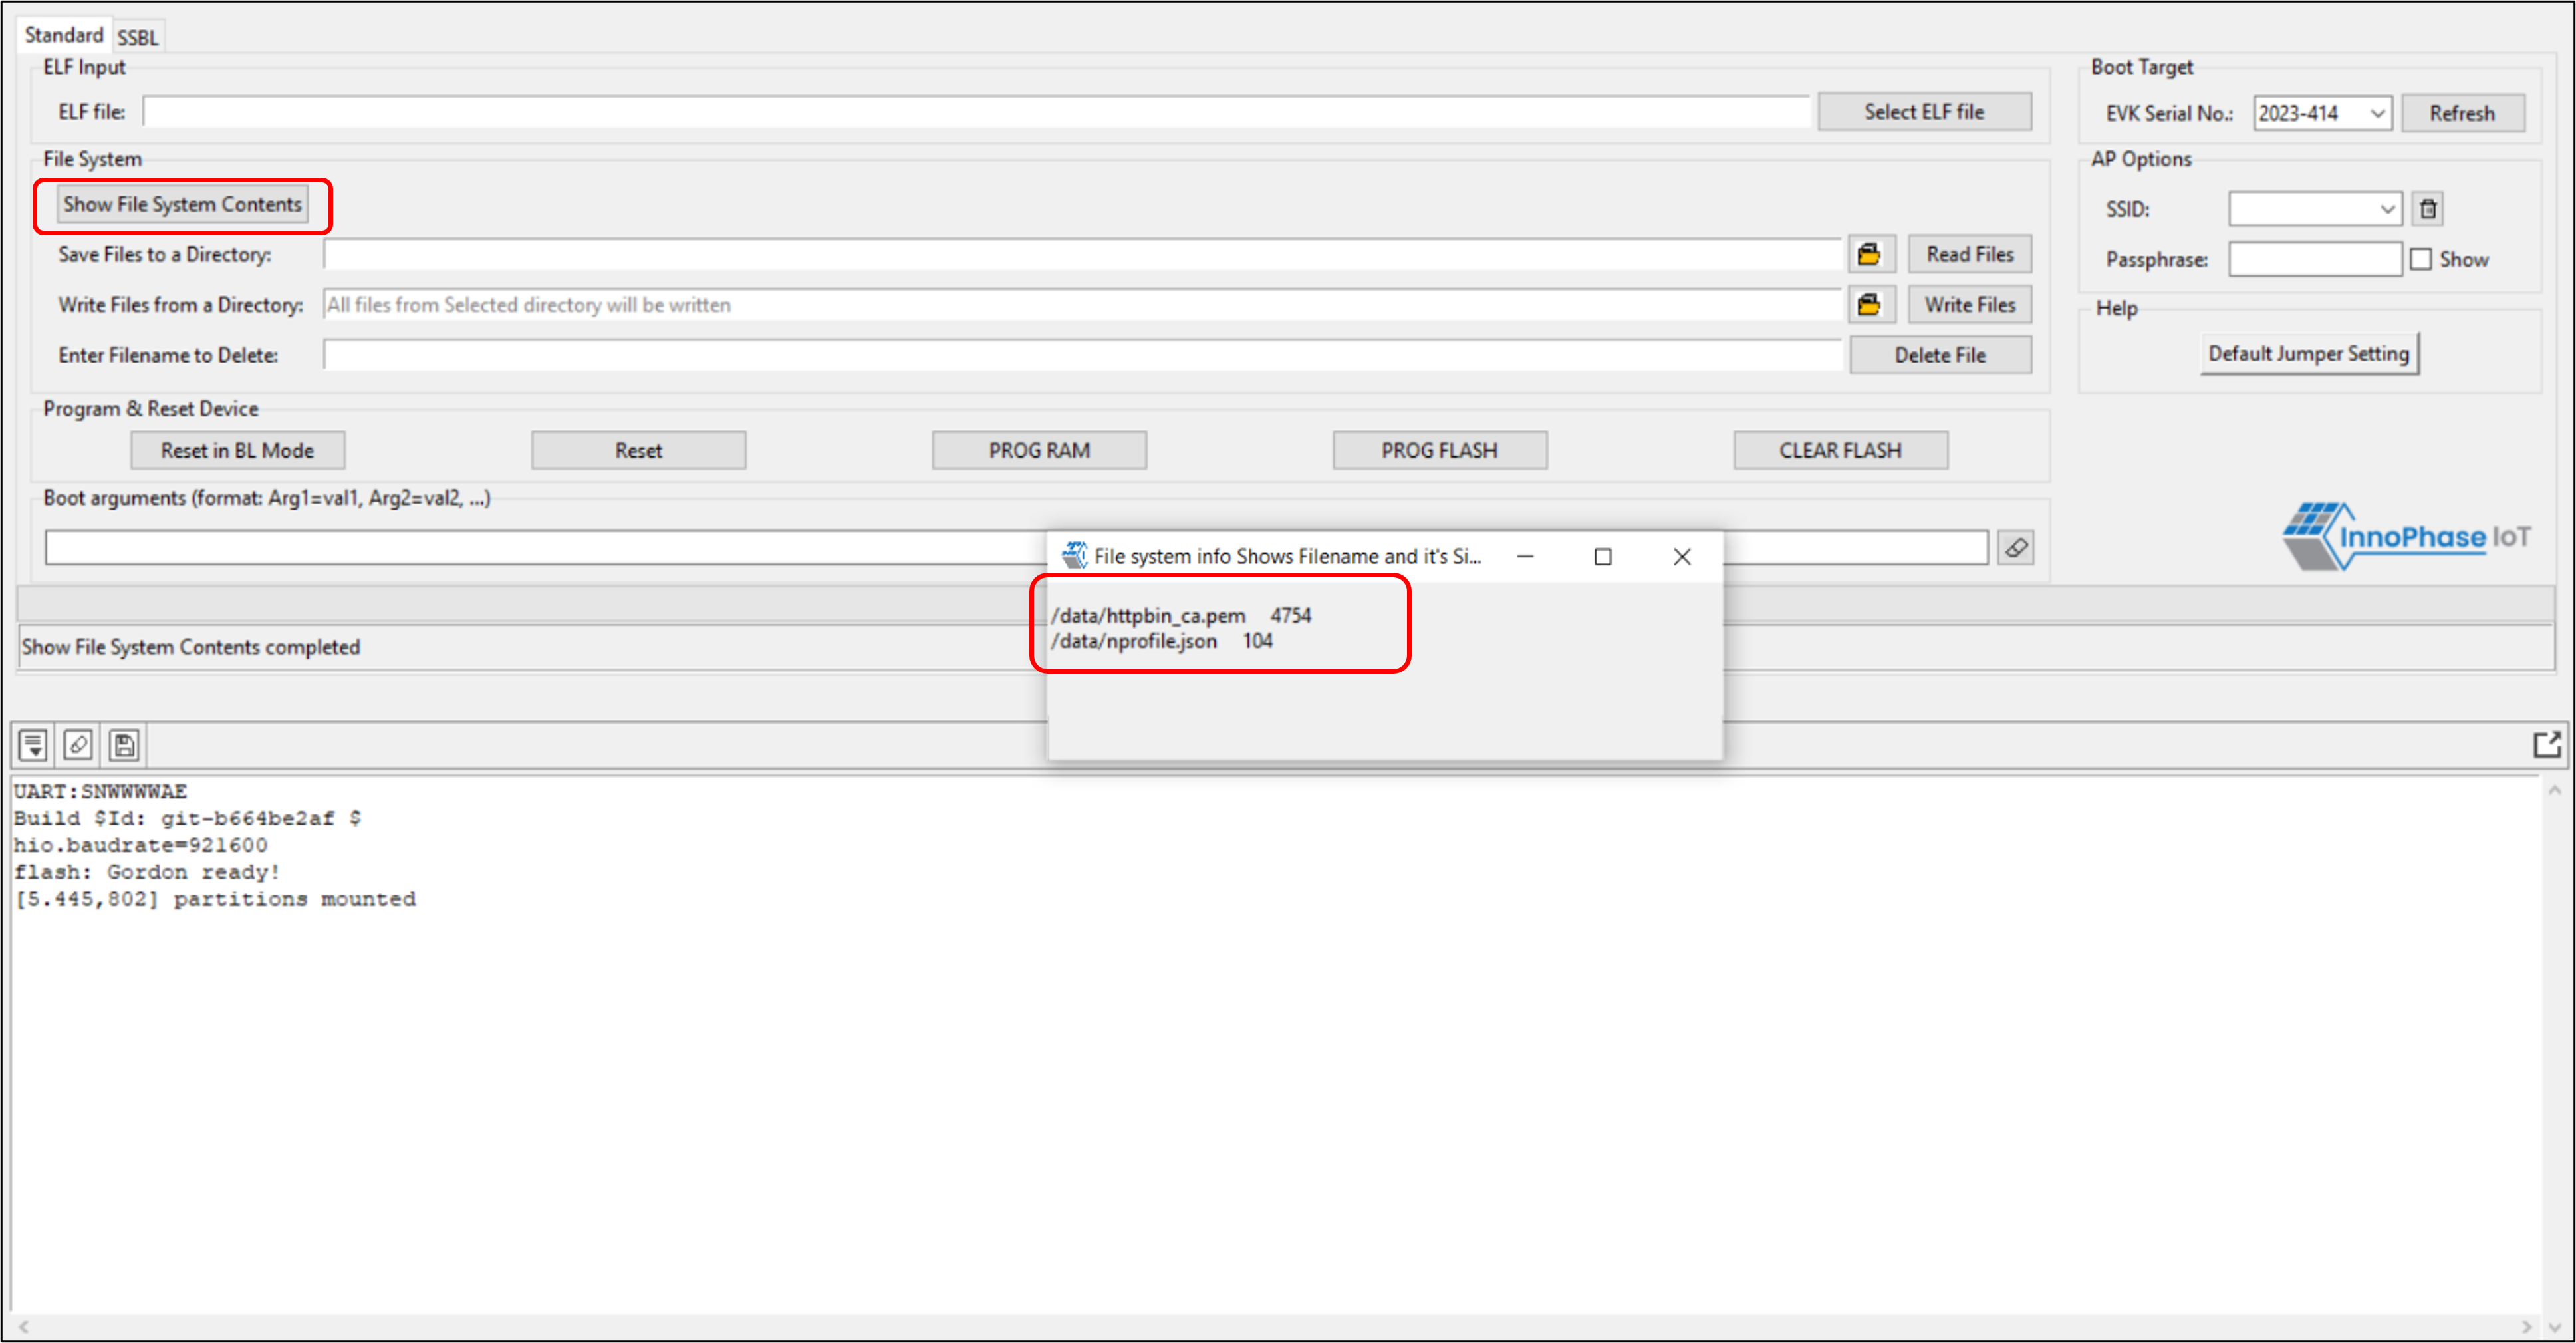 Standard SSBL
ELF Input
ELF file: Select ELF file
File System
Show File System Contents
Save Files to a Directory: Read Files
Write Files from a Directory: All files from Selected directory will be written Write Files
Enter Filename to Delete: Delete File
Program & Reset Device
Reset in BL Mode Reset PROG RAM PROG FLASH CLEAR FLASH
Boot arguments (format: Arg1=val1, Arg2=val2, ...)
Boot Target
EVK Serial No.: 2023-414 Refresh
AP Options
SSID:
Passphrase: Show
Help
Default Jumper Setting
InnoPhase IoT
File system info Shows Filename and it's Si...
/data/httpbin_ca.pem 4754
/data/nprofile.json 104
Show File System Contents completed
UART:SNWWWWAE
Build $Id: git-b664be2af $
hio.baudrate=921600
flash: Gordon ready!
[5.445,802] partitions mounted